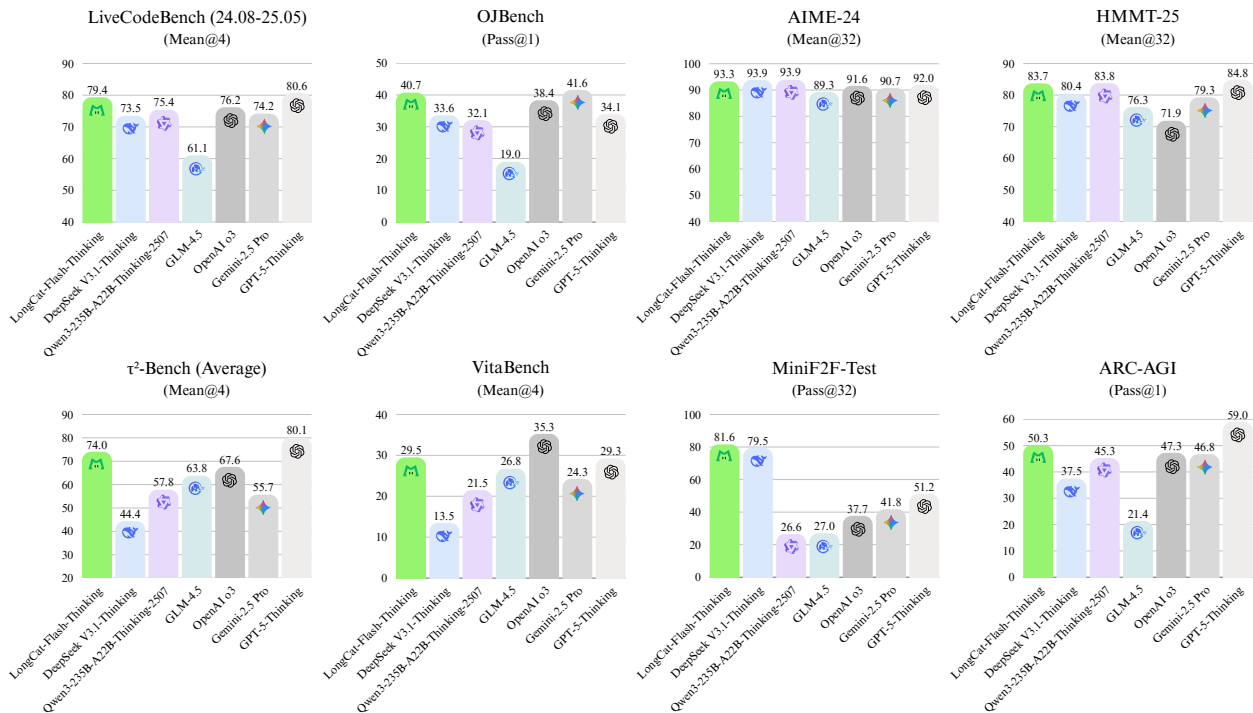 LiveCodeBench (24.08-25.05)
(Mean@4)
90
80
70
60
50
40
79.4
73.5
75.4
61.1
76.2
74.2
80.6
LongCat-Flash-Thinking
DeepSeek V3.1-Thinking
Qwen3-235B-A22B-Thinking-2507
GLM-4.5
OpenAI o3
Gemini-2.5 Pro
GPT-5-Thinking
OJBench
(Pass@1)
50
40
30
20
10
0
40.7
33.6
32.1
19.0
38.4
41.6
34.1
LongCat-Flash-Thinking
DeepSeek V3.1-Thinking
Qwen3-235B-A22B-Thinking-2507
GLM-4.5
OpenAI o3
Gemini-2.5 Pro
GPT-5-Thinking
AIME-24
(Mean@32)
100
90
80
70
60
50
40
93.3
93.9
93.9
89.3
91.6
90.7
92.0
LongCat-Flash-Thinking
DeepSeek V3.1-Thinking
Qwen3-235B-A22B-Thinking-2507
GLM-4.5
OpenAI o3
Gemini-2.5 Pro
GPT-5-Thinking
HMMT-25
(Mean@32)
90
80
70
60
50
40
83.7
80.4
83.8
76.3
71.9
79.3
84.8
LongCat-Flash-Thinking
DeepSeek V3.1-Thinking
Qwen3-235B-A22B-Thinking-2507
GLM-4.5
OpenAI o3
Gemini-2.5 Pro
GPT-5-Thinking
τ²-Bench (Average)
(Mean@4)
90
80
70
60
50
40
30
20
74.0
44.4
57.8
63.8
67.6
55.7
80.1
LongCat-Flash-Thinking
DeepSeek V3.1-Thinking
Qwen3-235B-A22B-Thinking-2507
GLM-4.5
OpenAI o3
Gemini-2.5 Pro
GPT-5-Thinking
VitaBench
(Mean@4)
40
30
20
10
0
29.5
13.5
21.5
26.8
35.3
24.3
29.3
LongCat-Flash-Thinking
DeepSeek V3.1-Thinking
Qwen3-235B-A22B-Thinking-2507
GLM-4.5
OpenAI o3
Gemini-2.5 Pro
GPT-5-Thinking
MiniF2F-Test
(Pass@32)
100
80
60
40
20
0
81.6
79.5
26.6
27.0
37.7
41.8
51.2
LongCat-Flash-Thinking
DeepSeek V3.1-Thinking
Qwen3-235B-A22B-Thinking-2507
GLM-4.5
OpenAI o3
Gemini-2.5 Pro
GPT-5-Thinking
ARC-AGI
(Pass@1)
60
50
40
30
20
10
0
50.3
37.5
45.3
21.4
47.3
46.8
59.0
LongCat-Flash-Thinking
DeepSeek V3.1-Thinking
Qwen3-235B-A22B-Thinking-2507
GLM-4.5
OpenAI o3
Gemini-2.5 Pro
GPT-5-Thinking